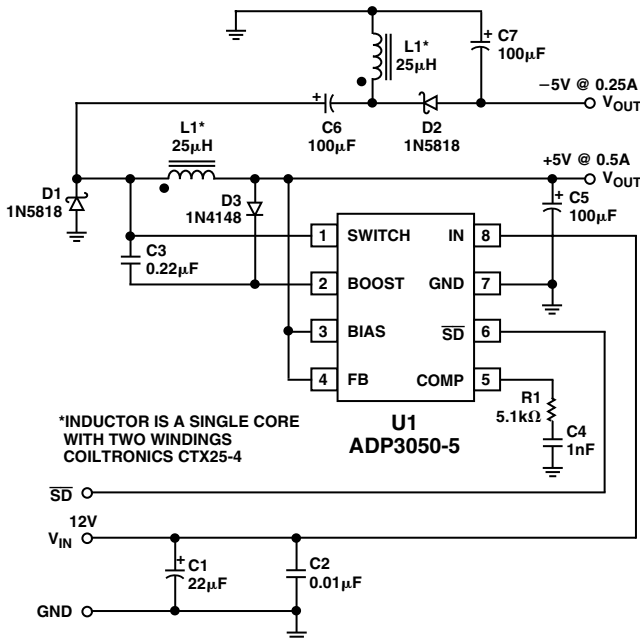 L1*
25μH
+ C7
100μF
−5V @ 0.25A
VOUT
+
C6
100μF
D2
1N5818
L1*
25μH
+5V @ 0.5A
VOUT
D1
1N5818
D3
1N4148
+ C5
100μF
C3
0.22μF
1 SWITCH IN 8
2 BOOST GND 7
3 BIAS SD 6
4 FB COMP 5
R1
5.1kΩ
C4
1nF
U1
ADP3050-5
*INDUCTOR IS A SINGLE CORE
WITH TWO WINDINGS
COILTRONICS CTX25-4
SD
12V
VIN
+ C1
22μF
C2
0.01μF
GND